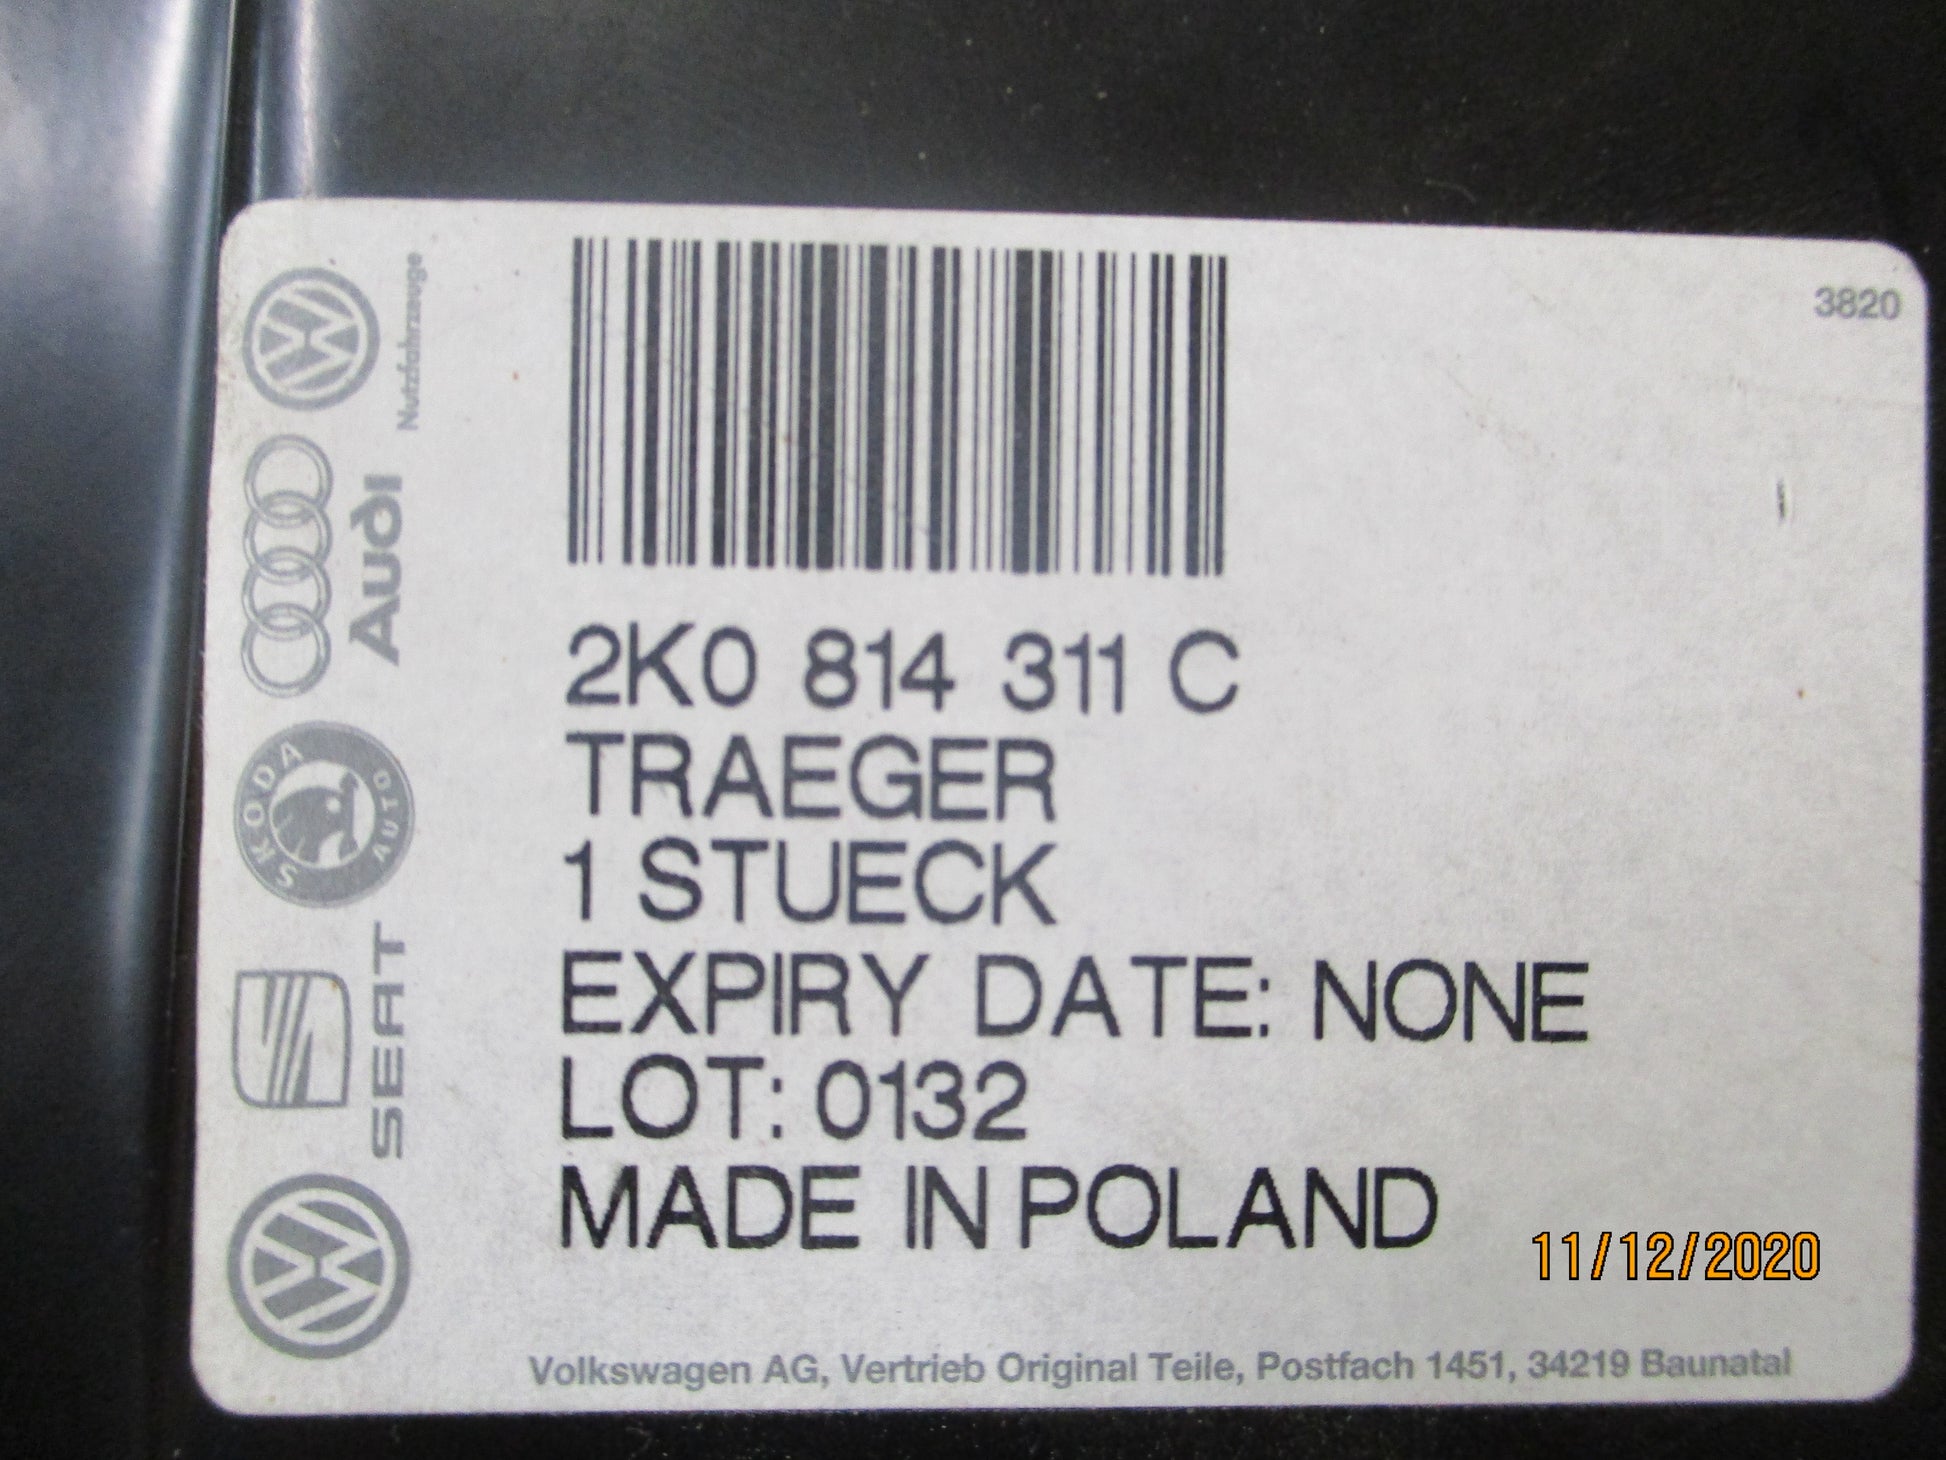 3820
Nutzfahrzeuge
Audi
SKODA
AUTO
SEAT
2K0 814 311 C
TRAEGER
1 STUECK
EXPIRY DATE: NONE
LOT: 0132
MADE IN POLAND
11/12/2020
Volkswagen AG, Vertrieb Original Teile, Postfach 1451, 34219 Baunatal